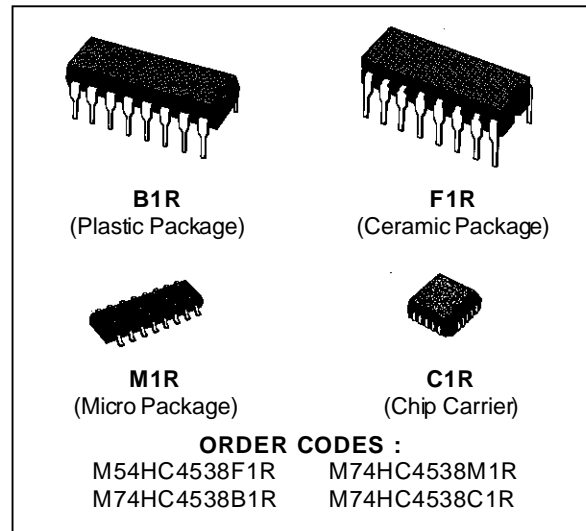 B1R
(Plastic Package)
F1R
(Ceramic Package)
M1R
(Micro Package)
C1R
(Chip Carrier)
ORDER CODES :
M54HC4538F1R M74HC4538M1R
M74HC4538B1R M74HC4538C1R